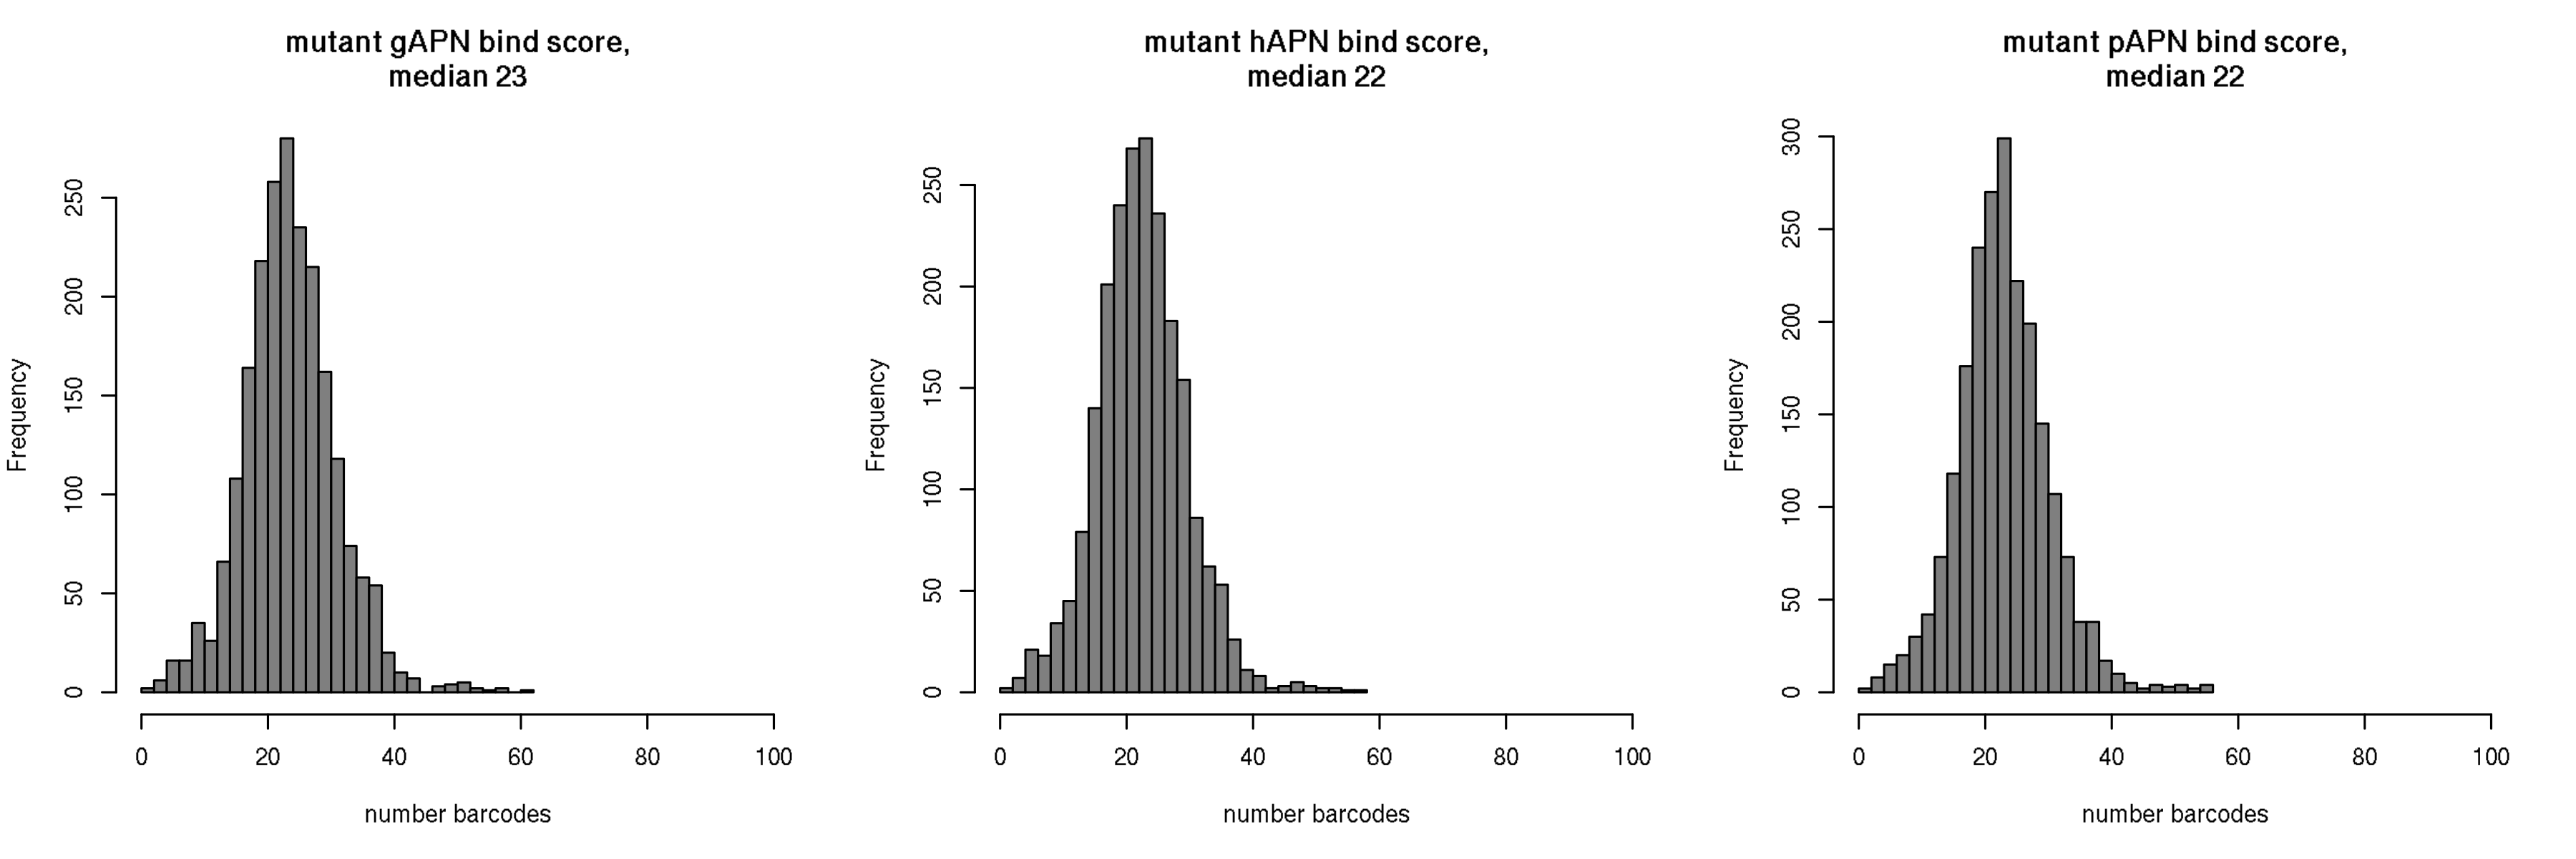 mutant gAPN bind score,
median 23
Frequency
0
50
100
150
200
250
0 20 40 60 80 100
number barcodes
mutant hAPN bind score,
median 22
Frequency
0
50
100
150
200
250
0 20 40 60 80 100
number barcodes
mutant pAPN bind score,
median 22
Frequency
0
50
100
150
200
250
300
0 20 40 60 80 100
number barcodes